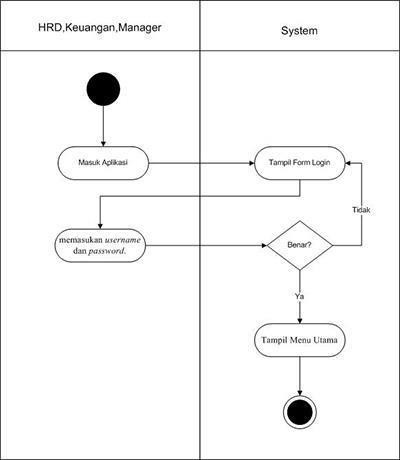 HRD,Keuangan,Manager
System
Masuk Aplikasi
Tampil Form Login
Tidak
memasukan username
dan password.
Benar?
Ya
Tampil Menu Utama